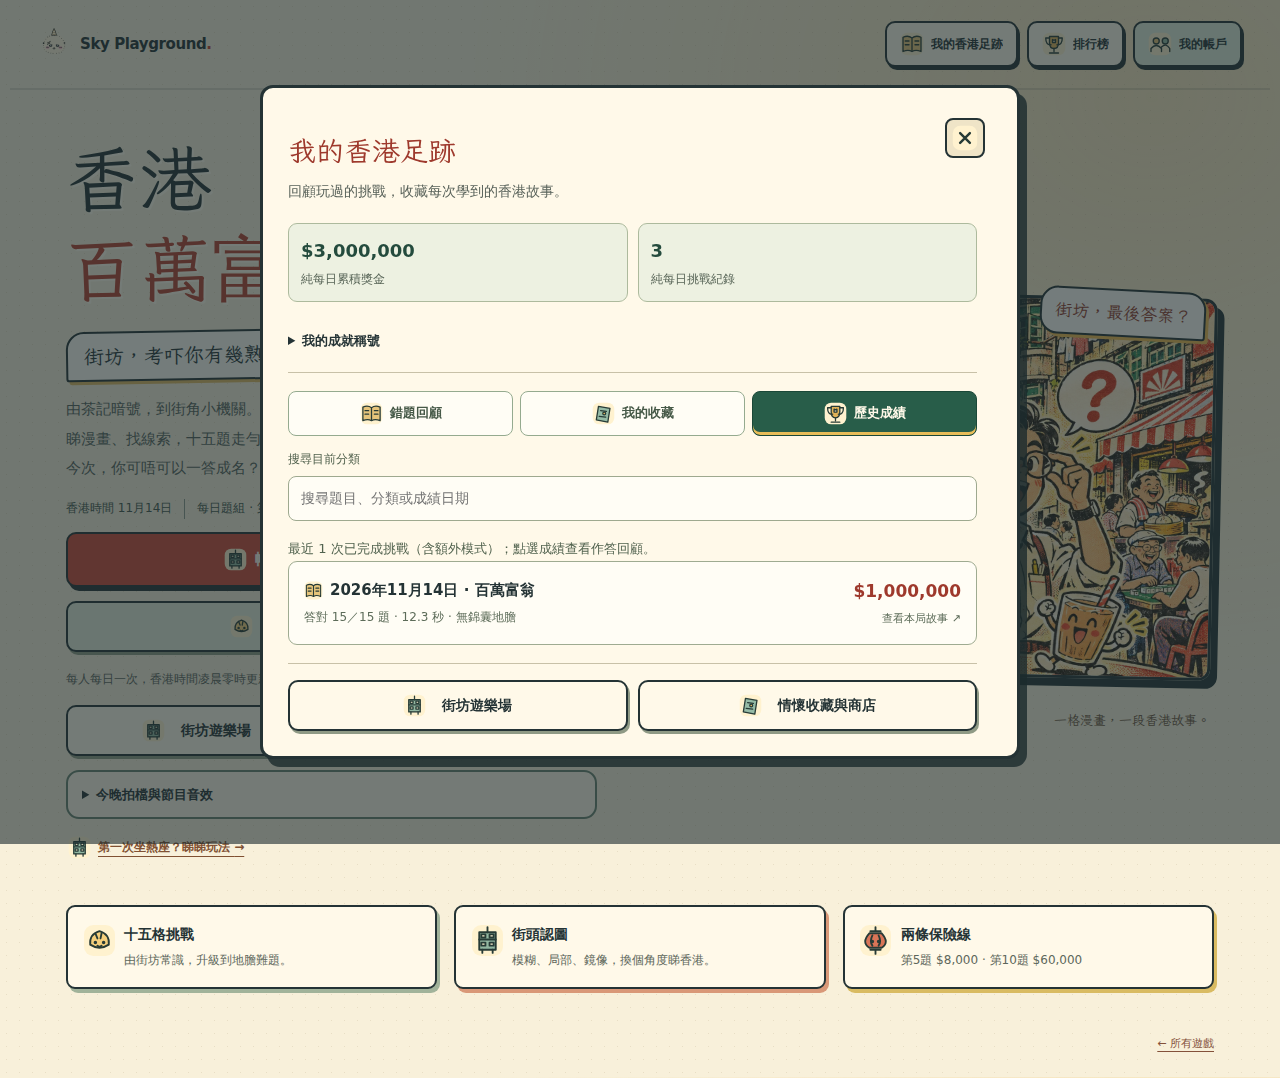 Sky Playground.
我的香港足跡
排行榜
我的帳戶
香港
百萬富
街坊，考吓你有幾熟
由茶記暗號，到街角小機關。
睇漫畫、找線索，十五題走勻
今次，你可唔可以一答成名？
香港時間 11月14日
每日題組 ·
每人每日一次，香港時間凌晨零時更
街坊遊樂場
今晚拍檔與節目音效
第一次坐熱座？睇睇玩法 →
街坊，最後答案？
?
一格漫畫，一段香港故事。
我的香港足跡
回顧玩過的挑戰，收藏每次學到的香港故事。
$3,000,000
純每日累積獎金
3
純每日挑戰紀錄
我的成就稱號
錯題回顧
我的收藏
歷史成績
搜尋目前分類
搜尋題目、分類或成績日期
最近 1 次已完成挑戰（含額外模式）；點選成績查看作答回顧。
2026年11月14日 · 百萬富翁
$1,000,000
答對 15／15 題 · 12.3 秒 · 無錦囊地膽
查看本局故事 ↗
街坊遊樂場
情懷收藏與商店
十五格挑戰
由街坊常識，升級到地膽難題。
街頭認圖
模糊、局部、鏡像，換個角度睇香港。
兩條保險線
第5題 $8,000 · 第10題 $60,000
← 所有遊戲